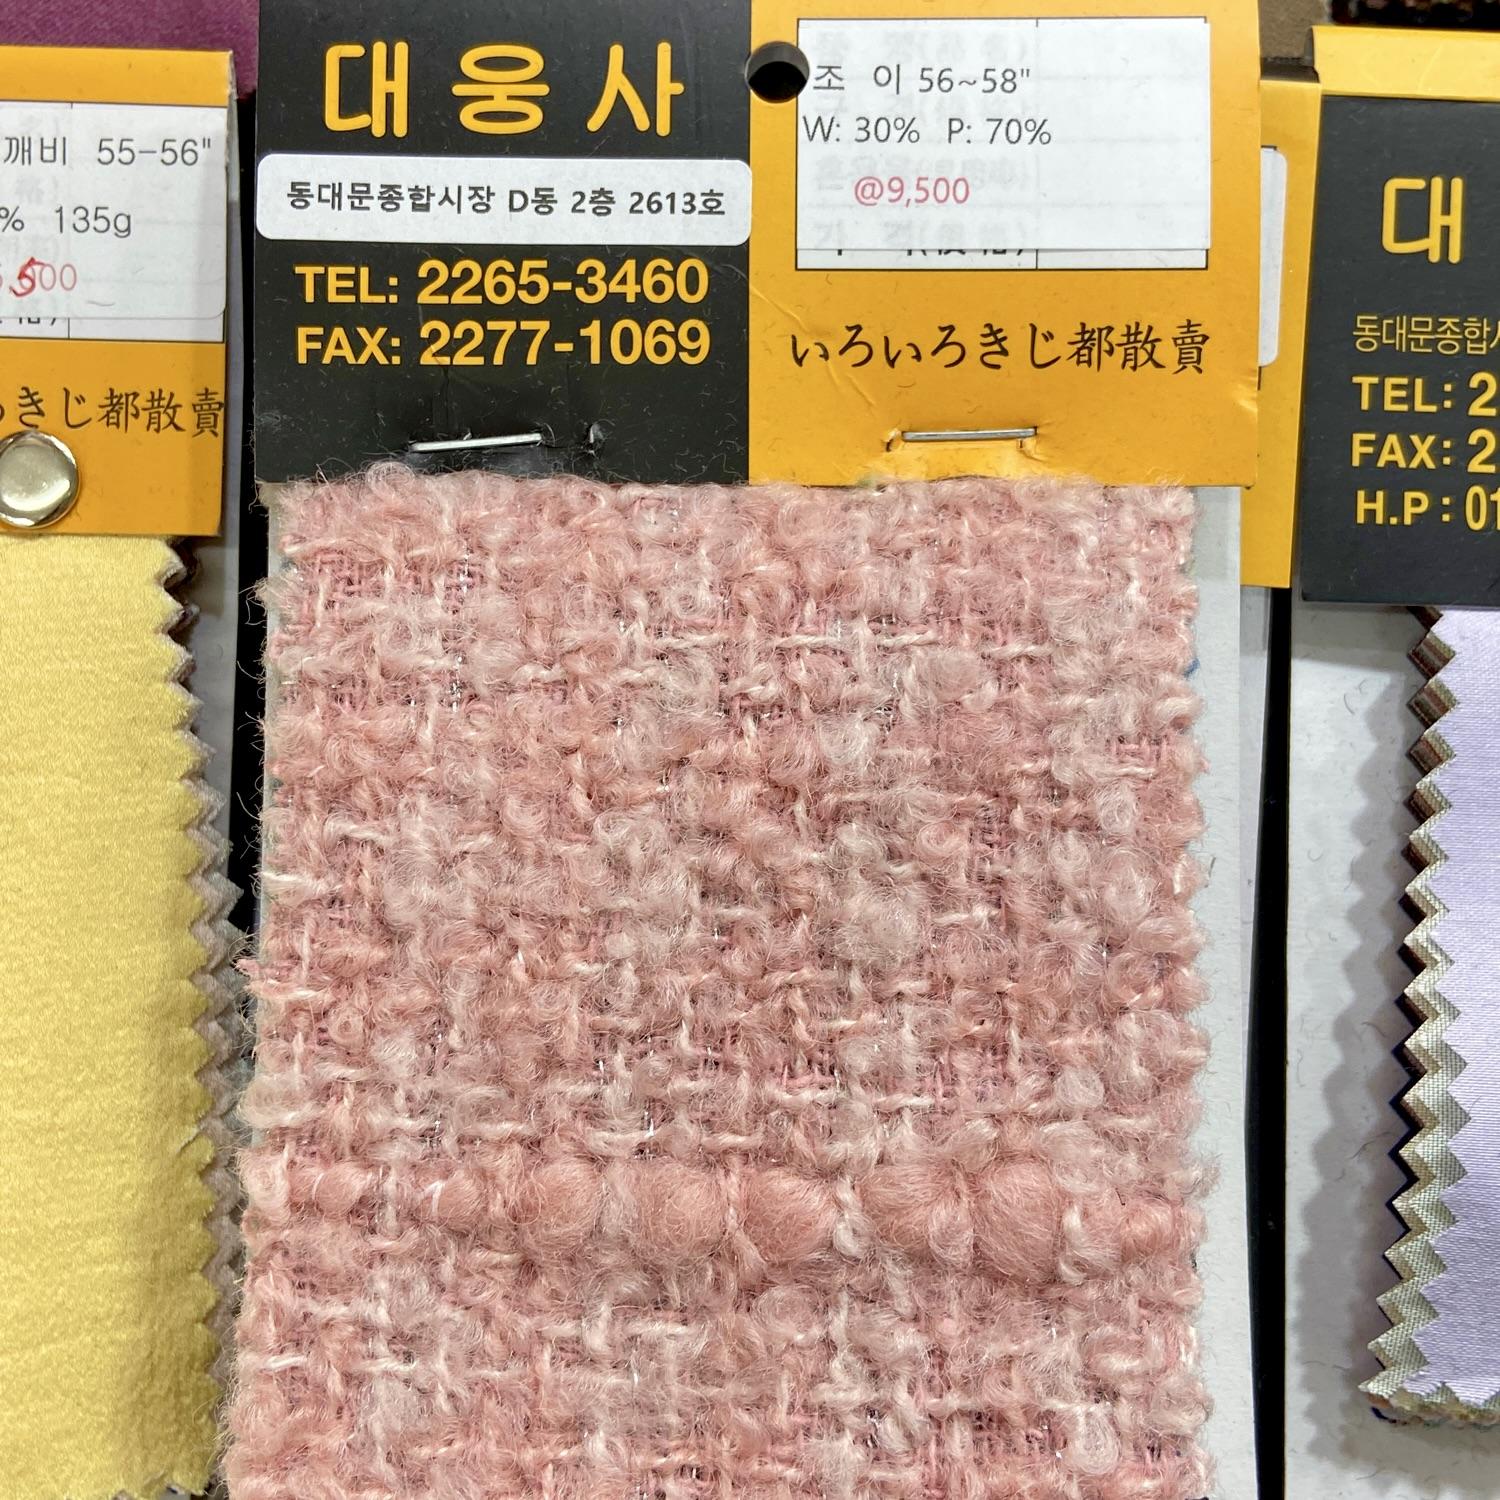 깨비 55-56"
% 135g
500
ろきじ都散賣
대웅사
동대문종합시장 D동 2층 2613호
TEL: 2265-3460
FAX: 2277-1069
조 이 56~58"
W: 30% P: 70%
@9,500
いろいろきじ都散賣
대
동대문종합
TEL: 2
FAX: 2
H.P : 01